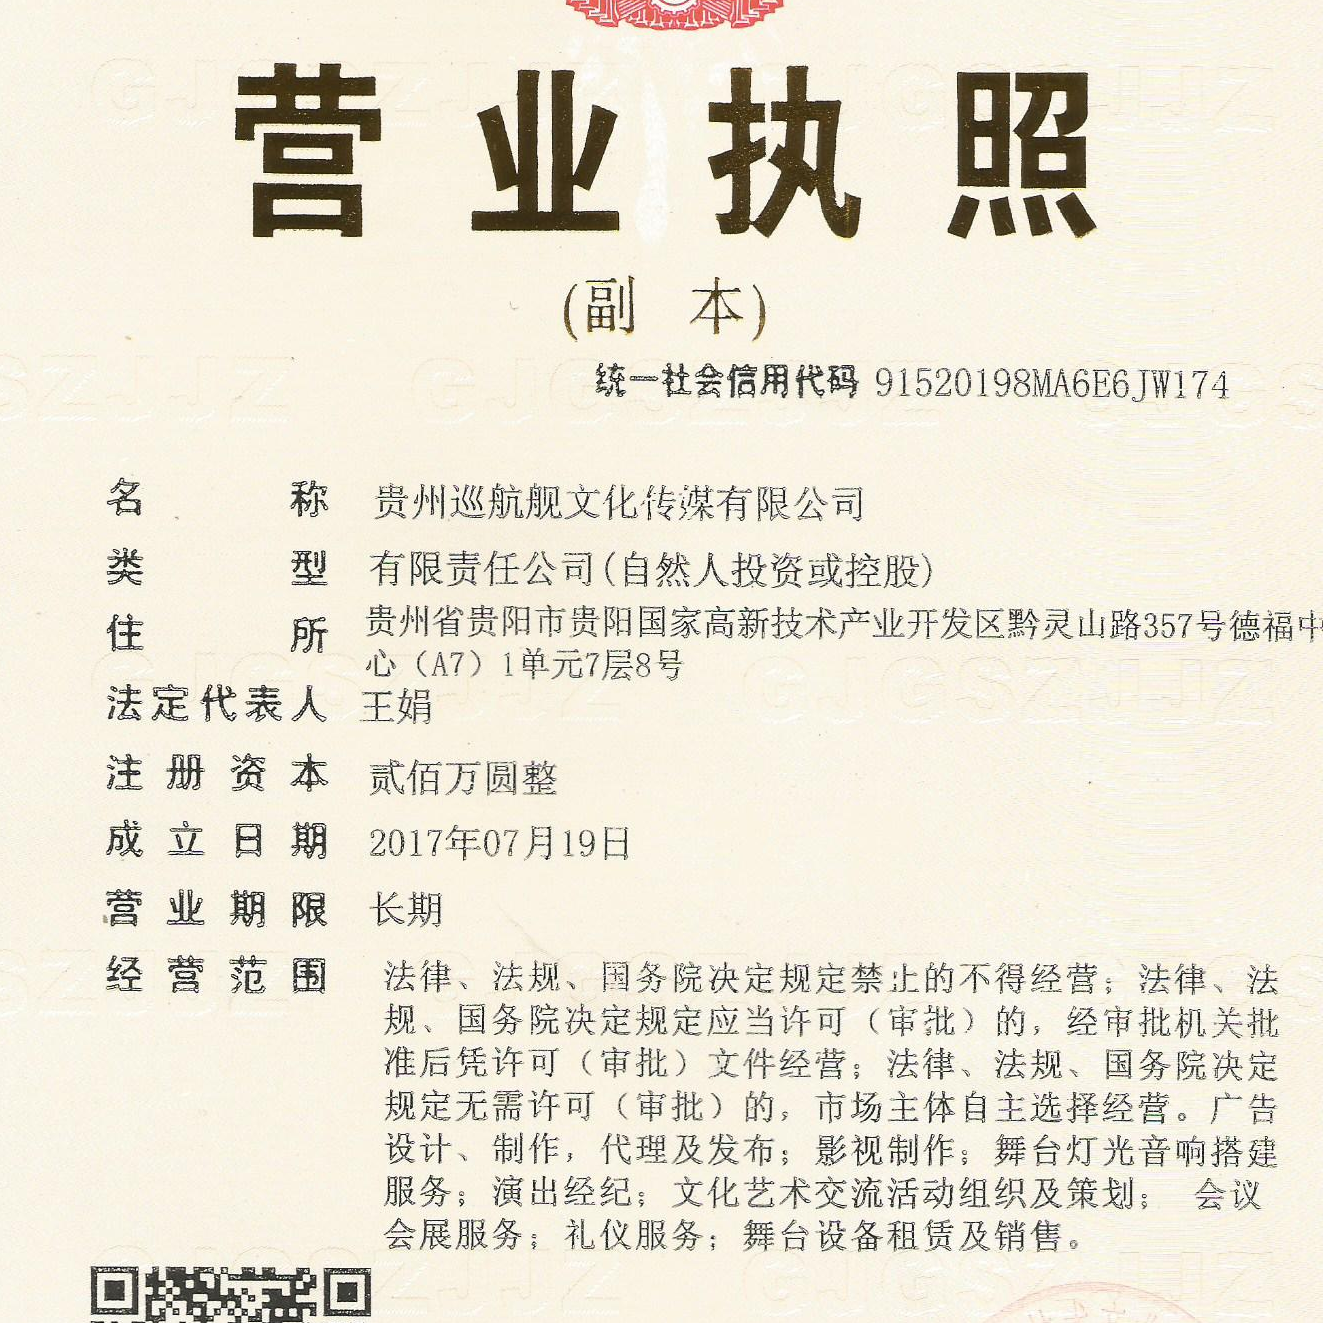 营业执照
(副 本)
统一社会信用代码 91520198MA6E6JW174
名 称 贵州巡航舰文化传媒有限公司
类 型 有限责任公司(自然人投资或控股)
住 所 贵州省贵阳市贵阳国家高新技术产业开发区黔灵山路357号德福中
心（A7）1单元7层8号
法定代表人 王娟
注册资本 贰佰万圆整
成立日期 2017年07月19日
营业期限 长期
经营范围 法律、法规、国务院决定规定禁止的不得经营；法律、法
规、国务院决定规定应当许可（审批）的，经审批机关批
准后凭许可（审批）文件经营；法律、法规、国务院决定
规定无需许可（审批）的，市场主体自主选择经营。广告
设计、制作，代理及发布；影视制作；舞台灯光音响搭建
服务；演出经纪；文化艺术交流活动组织及策划； 会议
会展服务；礼仪服务；舞台设备租赁及销售。